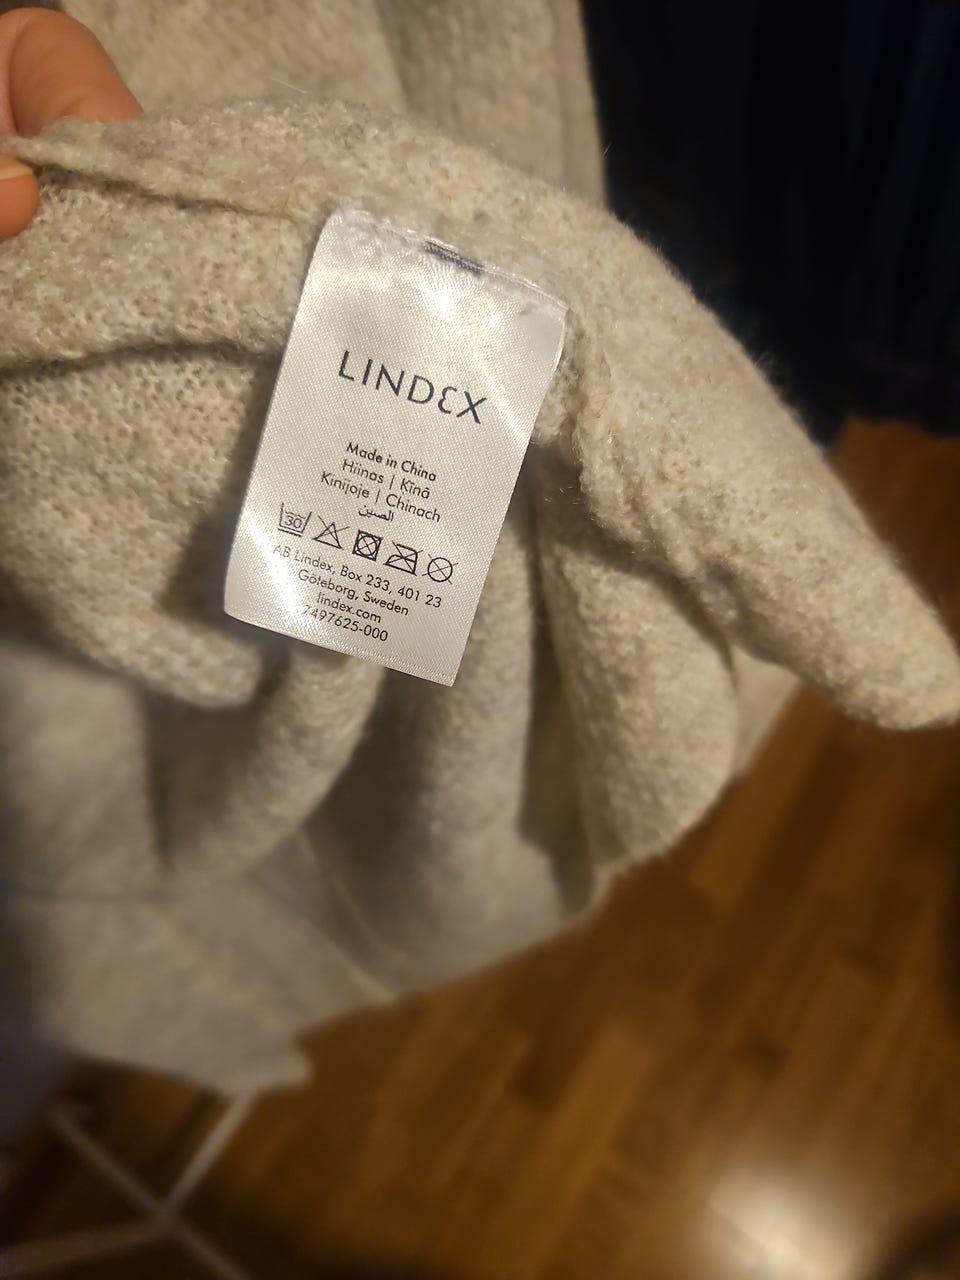 LINDEX
Made in China
Hiinas | Ķīnā
Kinijoje | Chinach
الصين
30
AB Lindex, Box 233, 401 23
Göteborg, Sweden
lindex.com
7497625-000